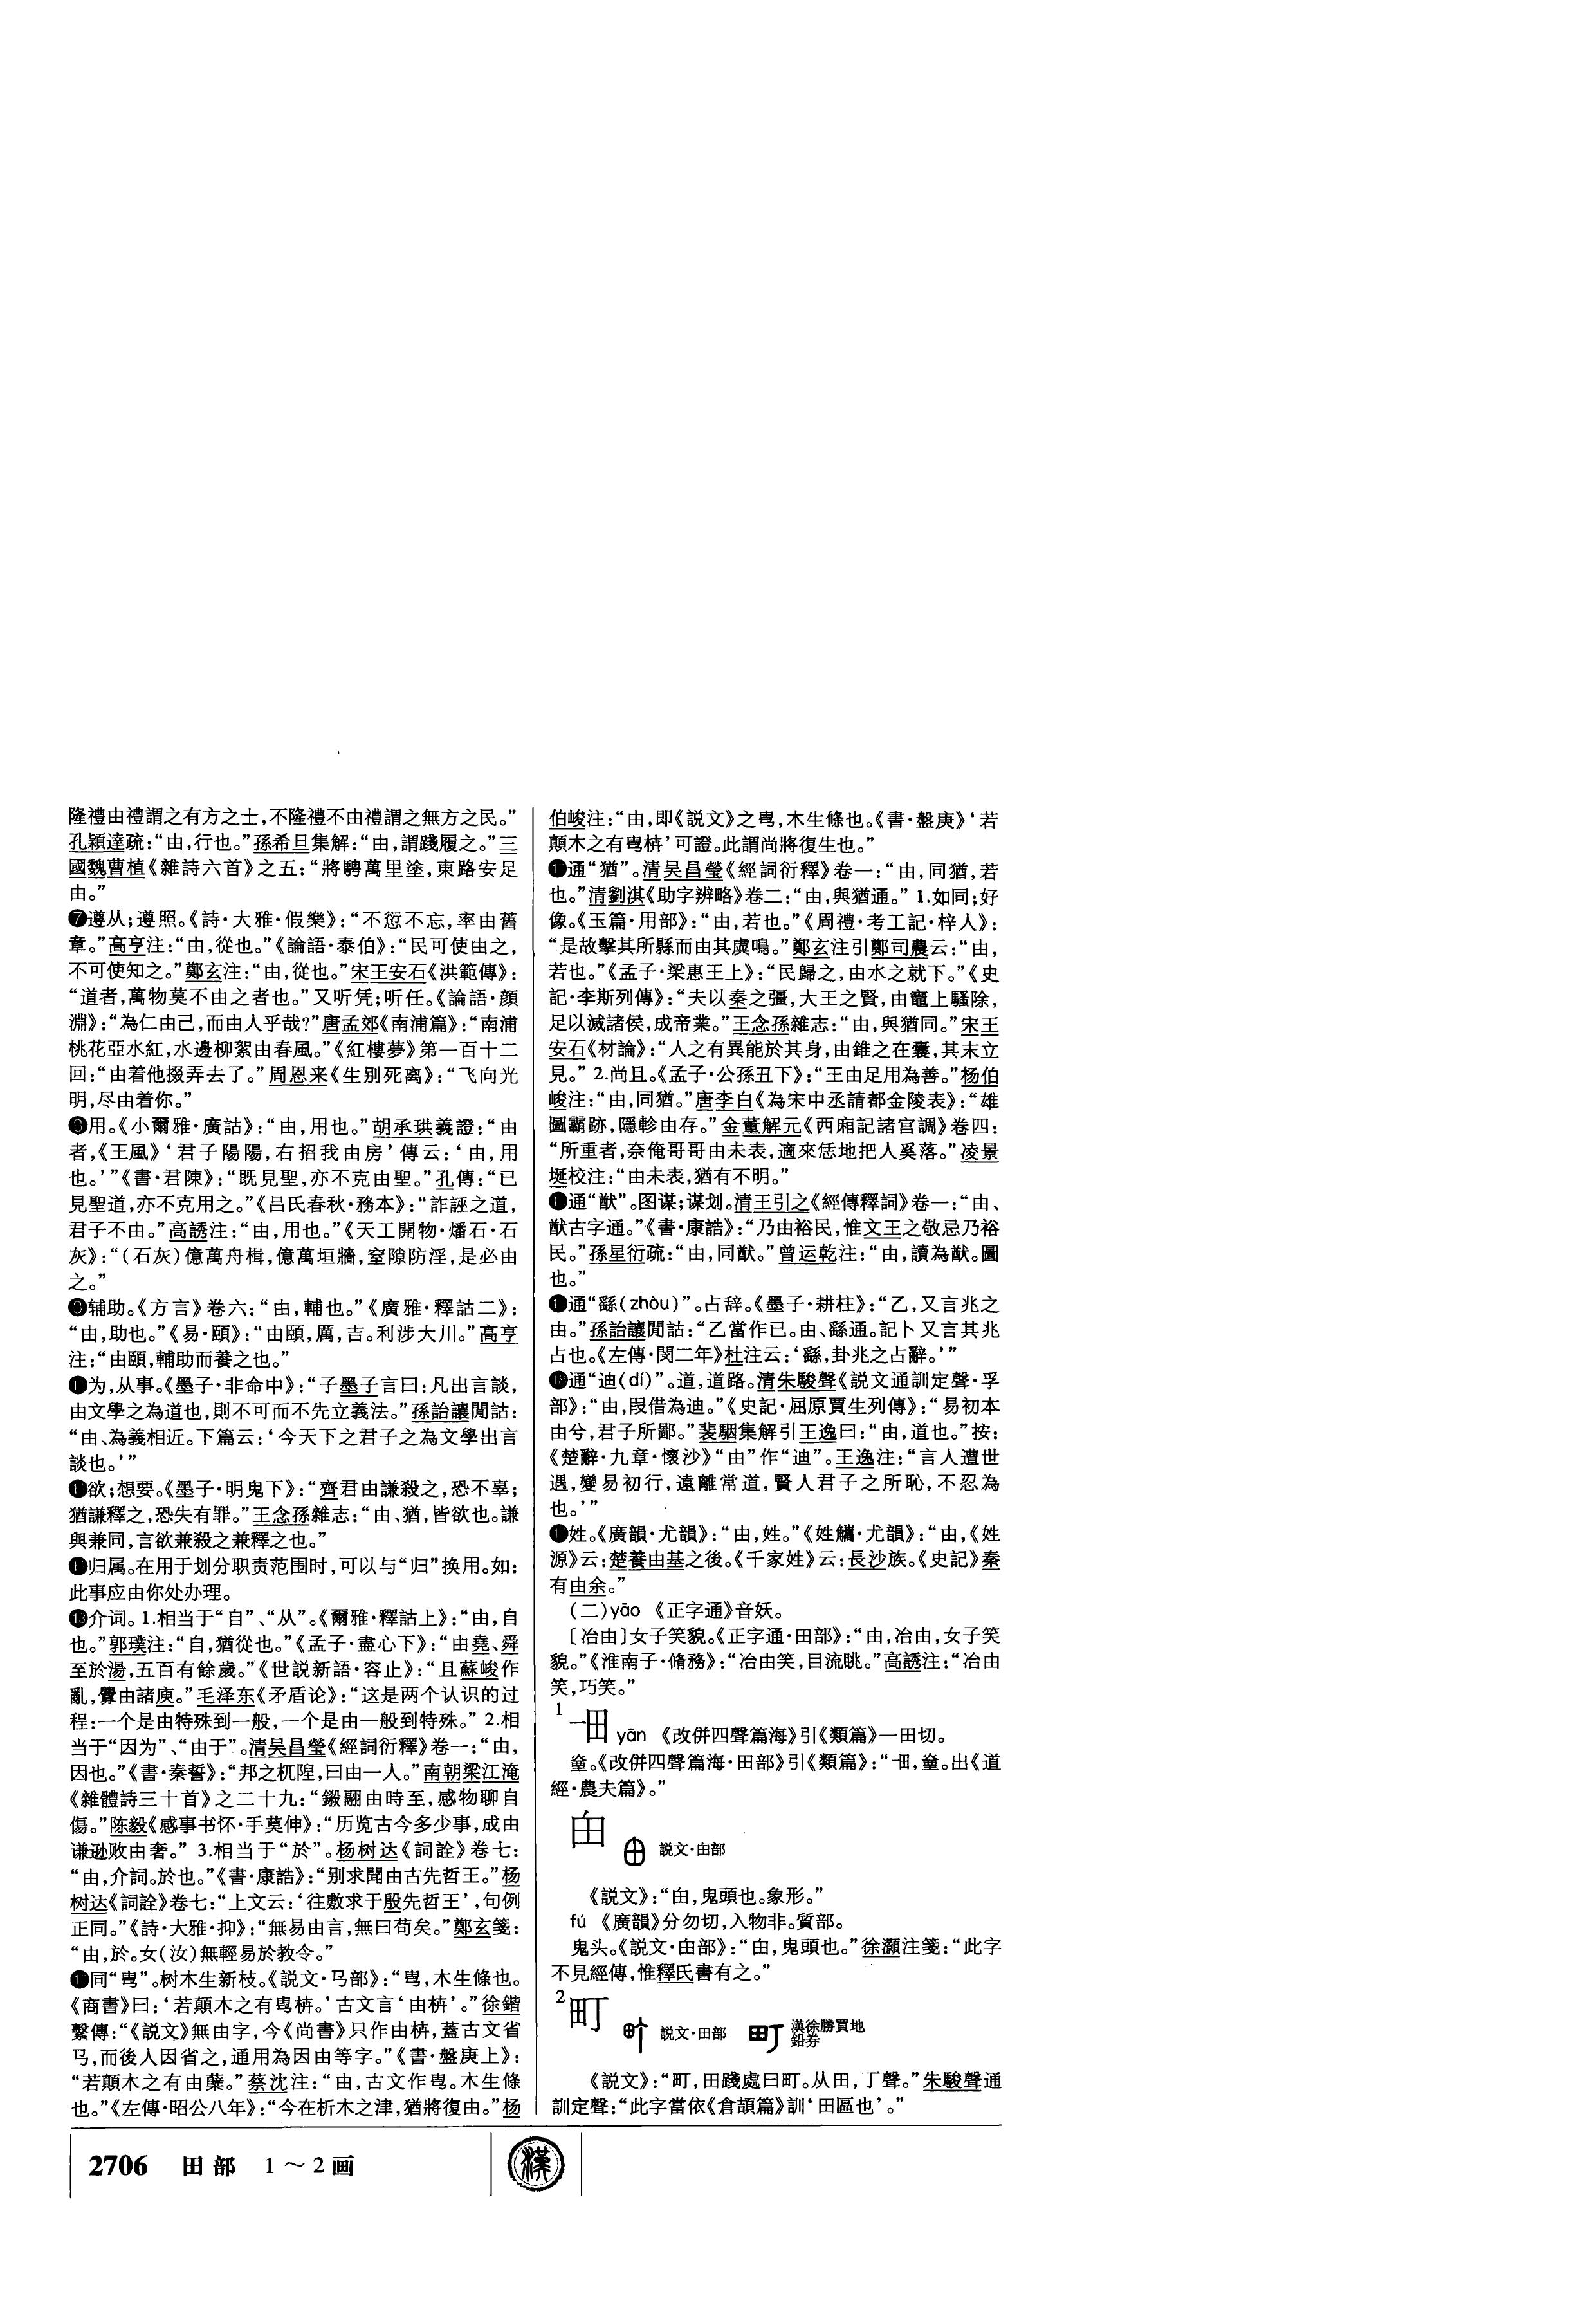 隆禮由禮謂之有方之士，不隆禮不由禮謂之無方之民。”
孔穎達疏：“由，行也。”孫希旦集解：“由，謂踐履之。”三
國魏曹植《雜詩六首》之五：“將騁萬里塗，東路安足
由。”
❼遵从；遵照。《詩·大雅·假樂》：“不愆不忘，率由舊
章。”高亨注：“由，從也。”《論語·泰伯》：“民可使由之，
不可使知之。”鄭玄注：“由，從也。”宋王安石《洪範傳》：
“道者，萬物莫不由之者也。”又听凭；听任。《論語·顔
淵》：“為仁由己，而由人乎哉？”唐孟郊《南浦篇》：“南浦
桃花亞水紅，水邊柳絮由春風。”《紅樓夢》第一百十二
回：“由着他掇弄去了。”周恩来《生别死离》：“飞向光
明，尽由着你。”
❽用。《小爾雅·廣詁》：“由，用也。”胡承珙義證：“由
者，《王風》‘君子陽陽，右招我由房’傳云：‘由，用
也。’”《書·君陳》：“既見聖，亦不克由聖。”孔傳：“已
見聖道，亦不克用之。”《吕氏春秋·務本》：“詐誣之道，
君子不由。”高誘注：“由，用也。”《天工開物·燔石·石
灰》：“（石灰）億萬舟楫，億萬垣牆，窒隙防淫，是必由
之。”
❾辅助。《方言》卷六：“由，輔也。”《廣雅·釋詁二》：
“由，助也。”《易·頤》：“由頤，厲，吉。利涉大川。”高亨
注：“由頤，輔助而養之也。”
❿为，从事。《墨子·非命中》：“子墨子言曰：凡出言談，
由文學之為道也，則不可而不先立義法。”孫詒讓閒詁：
“由、為義相近。下篇云：‘今天下之君子之為文學出言
談也。’”
⓫欲；想要。《墨子·明鬼下》：“齊君由謙殺之，恐不辜；
猶謙釋之，恐失有罪。”王念孫雜志：“由、猶，皆欲也。謙
與兼同，言欲兼殺之兼釋之也。”
⓬归属。在用于划分职责范围时，可以与“归”换用。如：
此事应由你处办理。
⓭介词。1.相当于“自”、“从”。《爾雅·釋詁上》：“由，自
也。”郭璞注：“自，猶從也。”《孟子·盡心下》：“由堯、舜
至於湯，五百有餘歲。”《世説新語·容止》：“且蘇峻作
亂，釁由諸庾。”毛泽东《矛盾论》：“这是两个认识的过
程：一个是由特殊到一般，一个是由一般到特殊。” 2.相
当于“因为”、“由于”。清吴昌瑩《經詞衍釋》卷一：“由，
因也。”《書·秦誓》：“邦之杌隉，曰由一人。”南朝梁江淹
《雜體詩三十首》之二十九：“鎩翮由時至，感物聊自
傷。”陈毅《感事书怀·手莫伸》：“历览古今多少事，成由
谦逊败由奢。” 3.相当于“於”。杨树达《詞詮》卷七：
“由，介詞。於也。”《書·康誥》：“别求聞由古先哲王。”杨
树达《詞詮》卷七：“上文云：‘往敷求于殷先哲王’，句例
正同。”《詩·大雅·抑》：“無易由言，無曰苟矣。”鄭玄箋：
“由，於。女（汝）無輕易於教令。”
⓮同“甹”。树木生新枝。《説文·㔾部》：“甹，木生條也。
《商書》曰：‘若顛木之有甹枿。’古文言‘由枿’。”徐鍇
繫傳：“《説文》無由字，今《尚書》只作由枿，蓋古文省
㔾，而後人因省之，通用為因由等字。”《書·盤庚上》：
“若顛木之有由蘖。”蔡沈注：“由，古文作甹。木生條
也。”《左傳·昭公八年》：“今在析木之津，猶將復由。”杨
伯峻注：“由，即《説文》之甹，木生條也。《書·盤庚》‘若
顛木之有甹枿’可證。此謂尚將復生也。”
⓯通“猶”。清吴昌瑩《經詞衍釋》卷一：“由，同猶，若
也。”清劉淇《助字辨略》卷二：“由，與猶通。” 1.如同；好
像。《玉篇·用部》：“由，若也。”《周禮·考工記·梓人》：
“是故擊其所縣而由其虡鳴。”鄭玄注引鄭司農云：“由，
若也。”《孟子·梁惠王上》：“民歸之，由水之就下。”《史
記·李斯列傳》：“夫以秦之彊，大王之賢，由竈上騷除，
足以滅諸侯，成帝業。”王念孫雜志：“由，與猶同。”宋王
安石《材論》：“人之有異能於其身，由錐之在囊，其末立
見。” 2.尚且。《孟子·公孫丑下》：“王由足用為善。”杨伯
峻注：“由，同猶。”唐李白《為宋中丞請都金陵表》：“雄
圖霸跡，隱軫由存。”金董解元《西廂記諸宫調》卷四：
“所重者，奈俺哥哥由未表，適來恁地把人奚落。”凌景
埏校注：“由未表，猶有不明。”
⓰通“猷”。图谋；谋划。清王引之《經傳釋詞》卷一：“由、
猷古字通。”《書·康誥》：“乃由裕民，惟文王之敬忌乃裕
民。”孫星衍疏：“由，同猷。”曾运乾注：“由，讀為猷。圖
也。”
⓱通“繇（zhòu）”。占辞。《墨子·耕柱》：“乙，又言兆之
由。”孫詒讓閒詁：“乙當作已。由、繇通。記卜又言其兆
占也。《左傳·閔二年》杜注云：‘繇，卦兆之占辭。’”
⓲通“迪（dí）”。道，道路。清朱駿聲《説文通訓定聲·孚
部》：“由，叚借為迪。”《史記·屈原賈生列傳》：“易初本
由兮，君子所鄙。”裴駰集解引王逸曰：“由，道也。”按：
《楚辭·九章·懷沙》“由”作“迪”。王逸注：“言人遭世
遇，變易初行，遠離常道，賢人君子之所恥，不忍為
也。’”
⓳姓。《廣韻·尤韻》：“由，姓。”《姓觿·尤韻》：“由，《姓
源》云：楚養由基之後。《千家姓》云：長沙族。《史記》秦
有由余。”
（二）yāo 《正字通》音妖。
〔冶由〕女子笑貌。《正字通·田部》：“由，冶由，女子笑
貌。”《淮南子·脩務》：“冶由笑，目流眺。”高誘注：“冶由
笑，巧笑。”
1
yān 《改併四聲篇海》引《類篇》一田切。
《改併四聲篇海·田部》引《類篇》：“出《道
經·農夫篇》。”
甶 説文·甶部
《説文》：“甶，鬼頭也。象形。”
fú 《廣韻》分勿切，入物非。質部。
鬼头。《説文·甶部》：“甶，鬼頭也。”徐灝注箋：“此字
不見經傳，惟釋氏書有之。”
2
町 説文·田部 漢徐勝買地
鉛券
《説文》：“町，田踐處曰町。从田，丁聲。”朱駿聲通
訓定聲：“此字當依《倉頡篇》訓‘田區也’。”
2706 田部 1～2画
漢